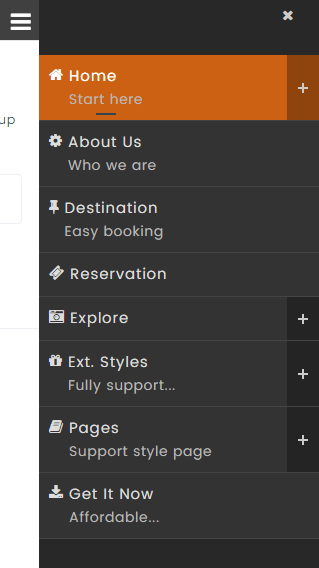 up
Home
Start here
About Us
Who we are
Destination
Easy booking
Reservation
Explore
Ext. Styles
Fully support...
Pages
Support style page
Get It Now
Affordable...